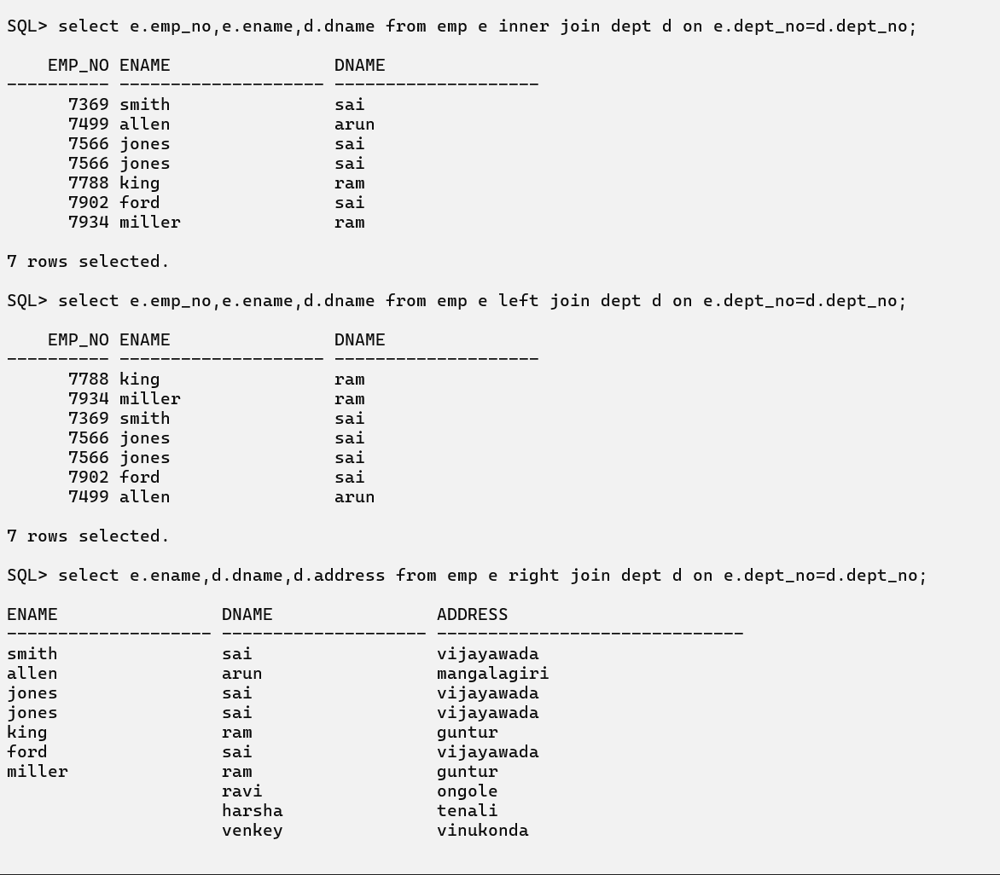 SQL> select e.emp_no,e.ename,d.dname from emp e inner join dept d on e.dept_no=d.dept_no;
    EMP_NO ENAME                DNAME
---------- -------------------- --------------------
      7369 smith                sai
      7499 allen                arun
      7566 jones                sai
      7566 jones                sai
      7788 king                 ram
      7902 ford                 sai
      7934 miller               ram
7 rows selected.
SQL> select e.emp_no,e.ename,d.dname from emp e left join dept d on e.dept_no=d.dept_no;
    EMP_NO ENAME                DNAME
---------- -------------------- --------------------
      7788 king                 ram
      7934 miller               ram
      7369 smith                sai
      7566 jones                sai
      7566 jones                sai
      7902 ford                 sai
      7499 allen                arun
7 rows selected.
SQL> select e.ename,d.dname,d.address from emp e right join dept d on e.dept_no=d.dept_no;
ENAME                DNAME                ADDRESS
-------------------- -------------------- ------------------------------
smith                sai                  vijayawada
allen                arun                 mangalagiri
jones                sai                  vijayawada
jones                sai                  vijayawada
king                 ram                  guntur
ford                 sai                  vijayawada
miller               ram                  guntur
                     ravi                 ongole
                     harsha               tenali
                     venkey               vinukonda